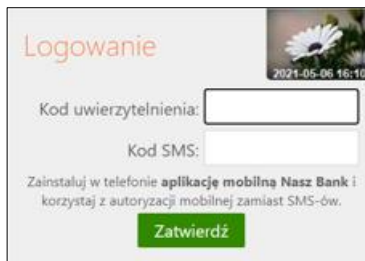 Logowanie
2021-05-06 16:10
Kod uwierzytelnienia:
Kod SMS:
Zainstaluj w telefonie aplikację mobilną Nasz Bank i
korzystaj z autoryzacji mobilnej zamiast SMS-ów.
Zatwierdź